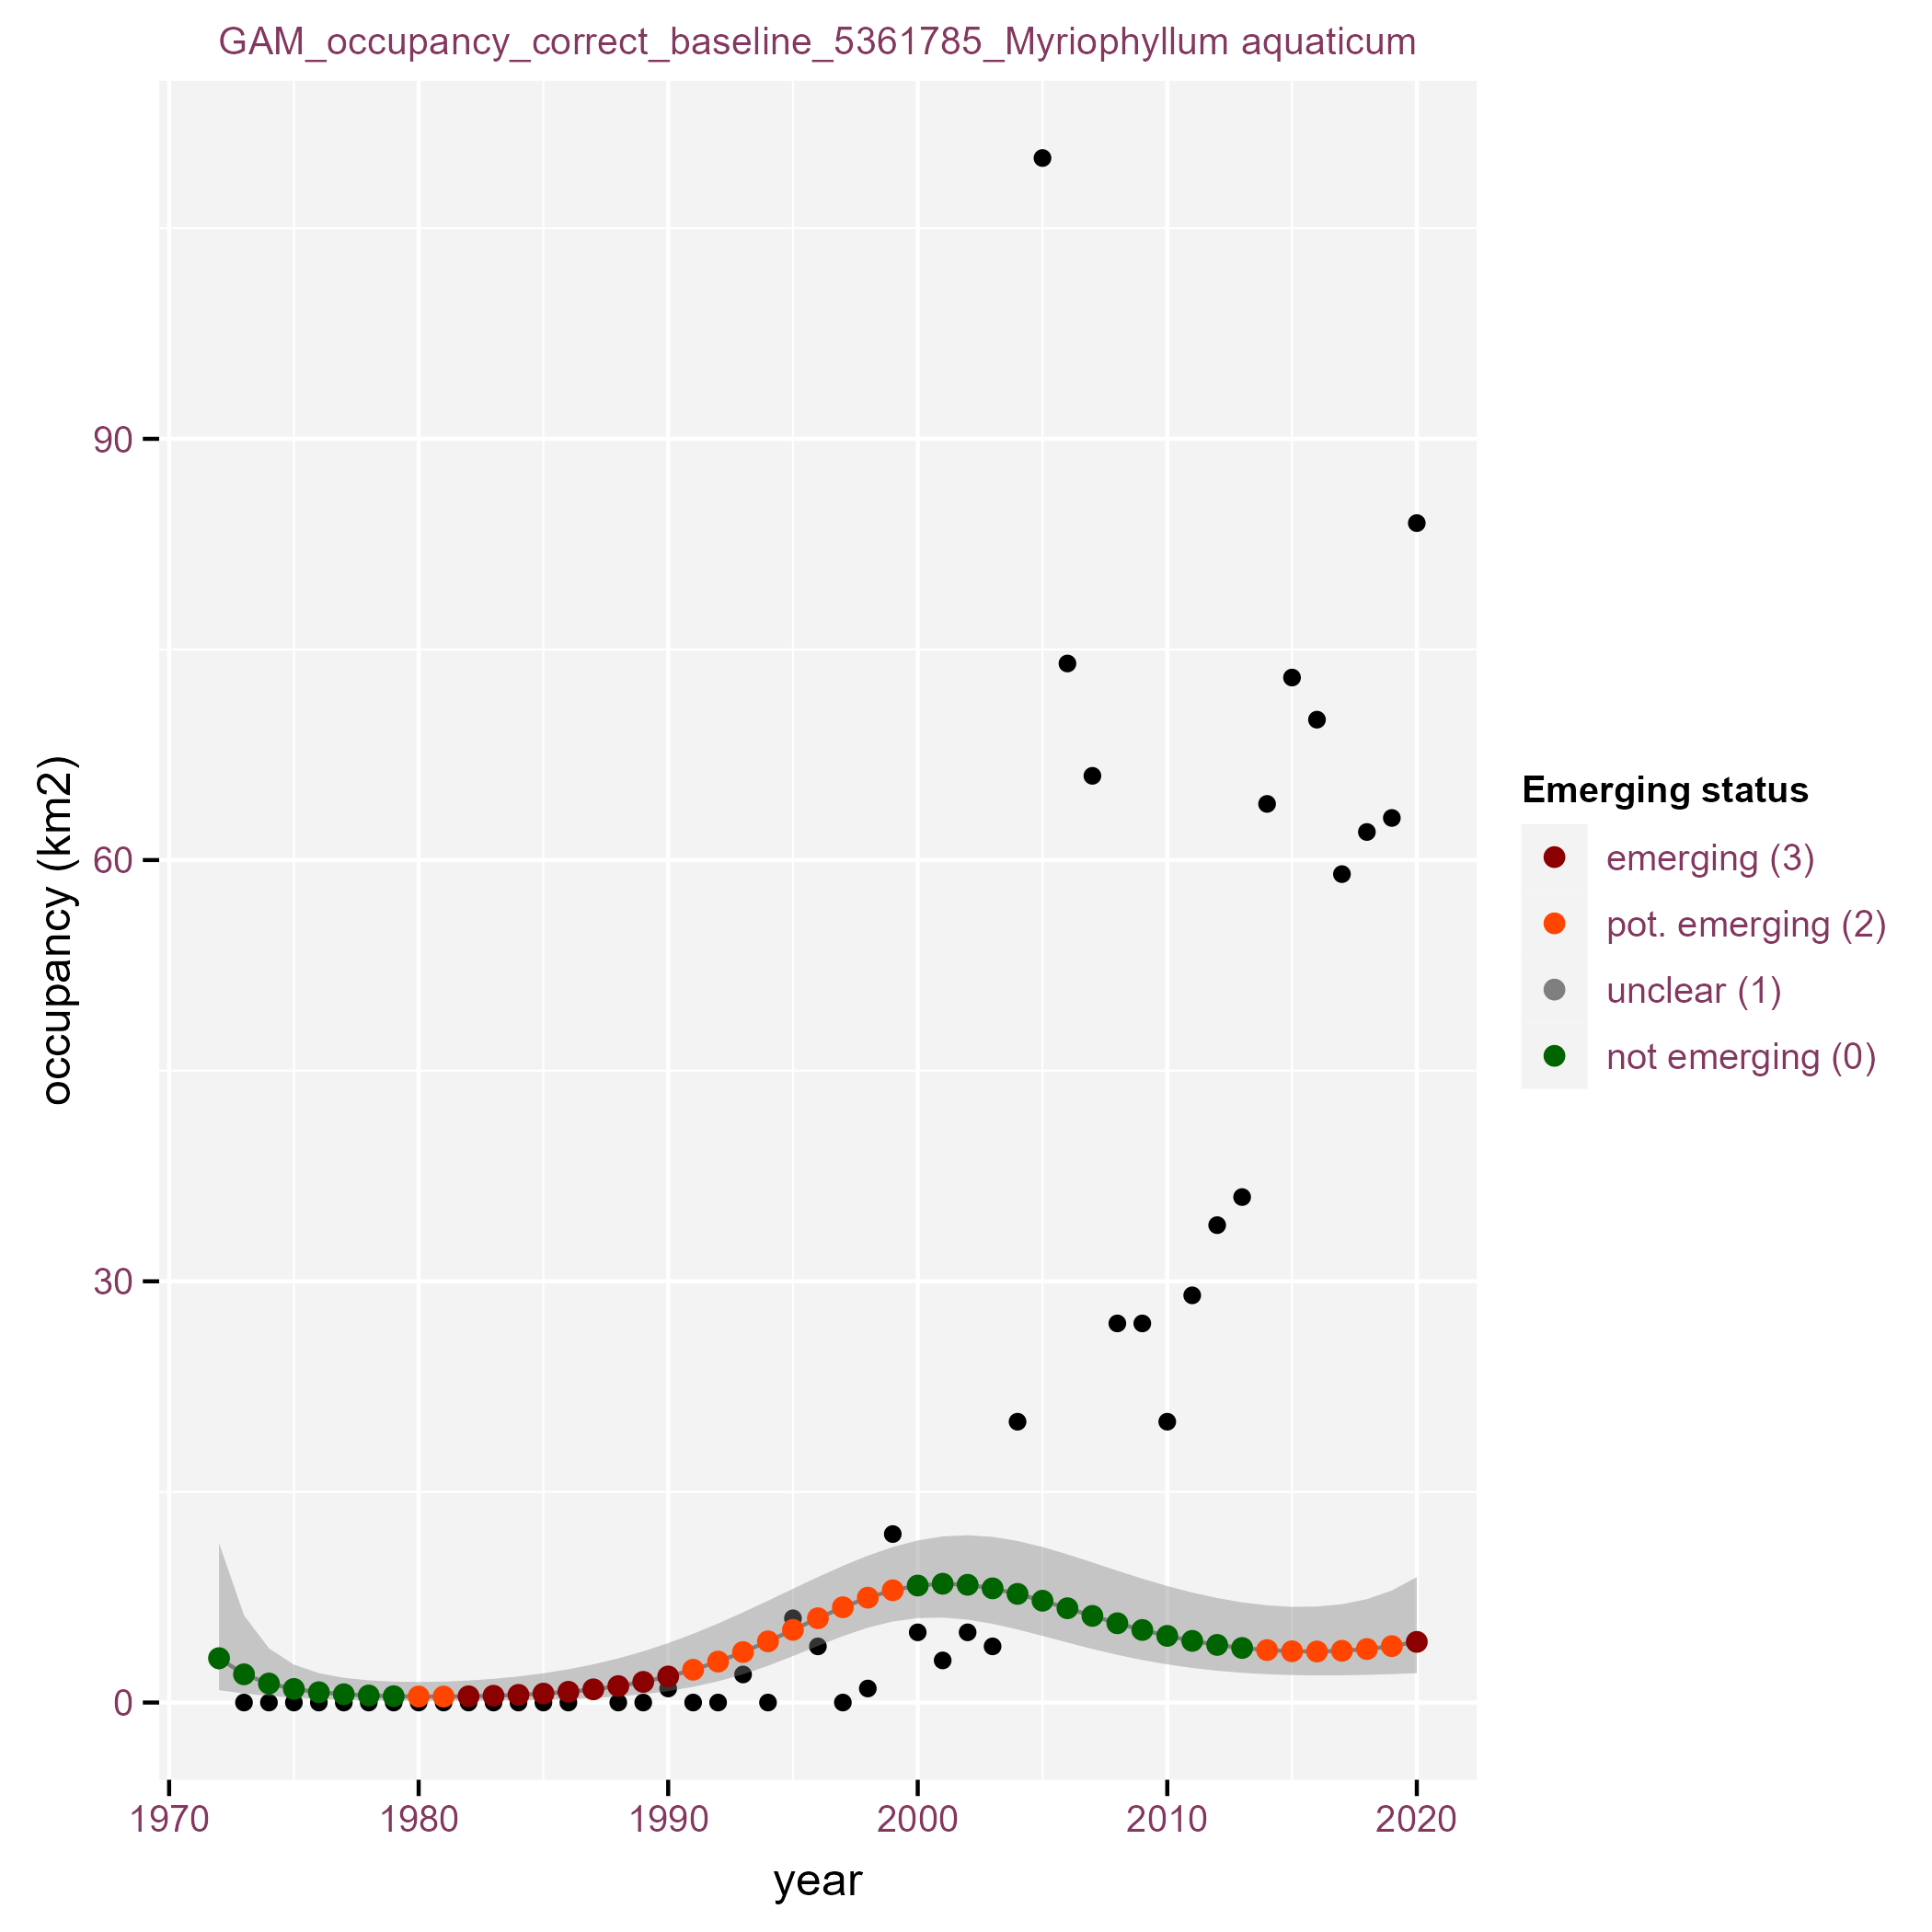 GAM_occupancy_correct_baseline_5361785_Myriophyllum aquaticum
occupancy (km2)
90
60
30
0
1970 1980 1990 2000 2010 2020
year
Emerging status
emerging (3)
pot. emerging (2)
unclear (1)
not emerging (0)